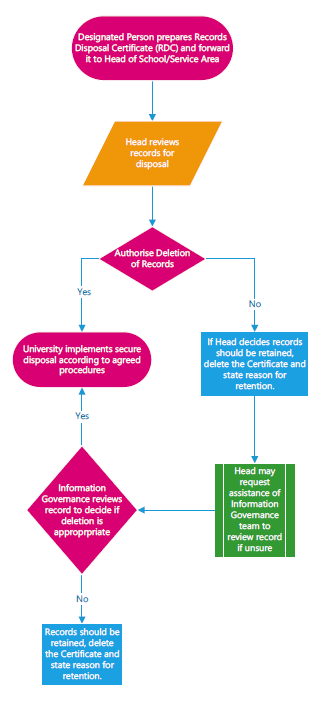 Designated Person prepares Records
Disposal Certificate (RDC) and forward
it to Head of School/Service Area
Head reviews
records for
disposal
Authorise Deletion
of Records
Yes
No
University implements secure
disposal according to agreed
procedures
If Head decides records
should be retained,
delete the Certificate and
state reason for
retention.
Yes
Head may
request
assistance of
Information
Governance
team to
review record
if unsure
Information
Governance reviews
record to decide if
deletion is
approprpriate
No
Records should be
retained, delete
the Certificate and
state reason for
retention.